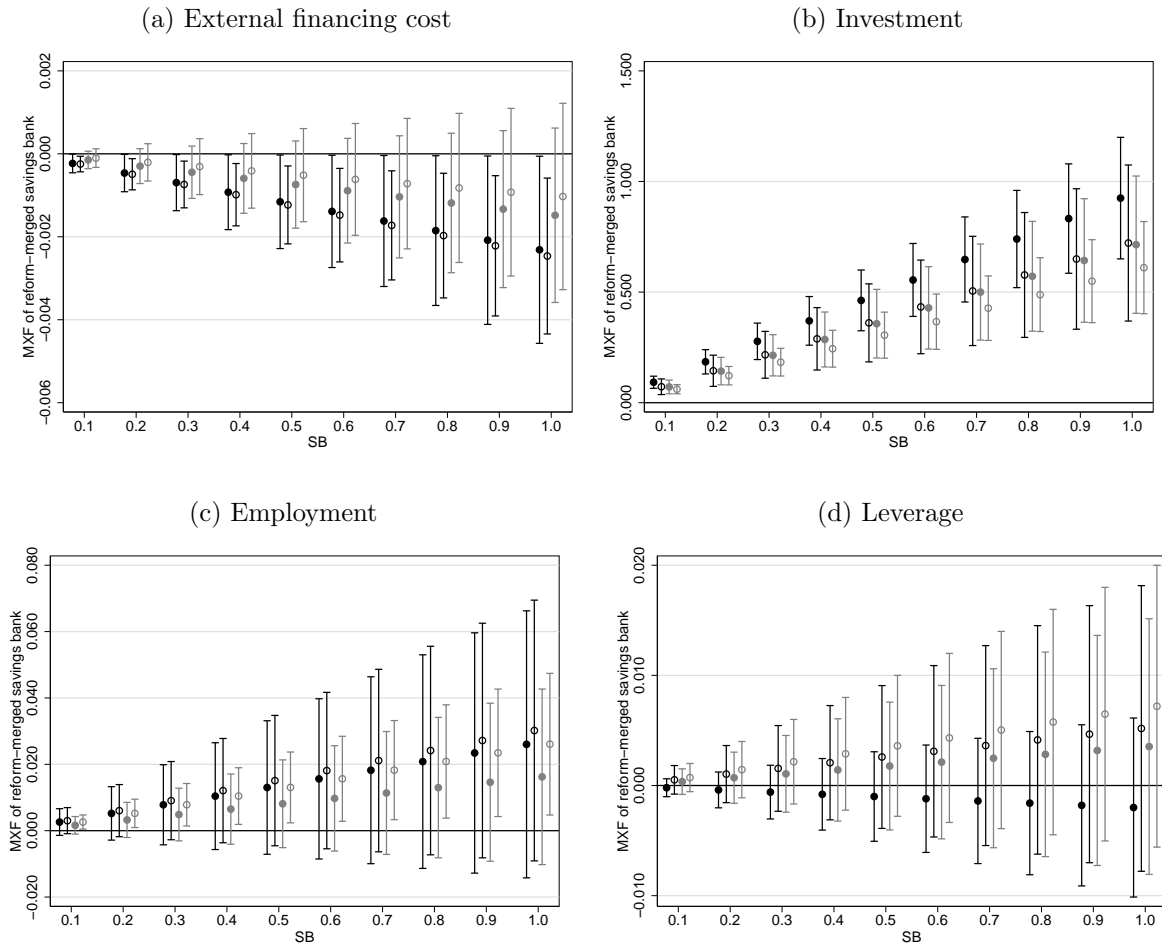 (a) External financing cost
MXF of reform−merged savings bank
0.002
0.000
−0.002
−0.004
−0.006
0.1 0.2 0.3 0.4 0.5 0.6 0.7 0.8 0.9 1.0
SB
(b) Investment
MXF of reform−merged savings bank
1.500
1.000
0.500
0.000
0.1 0.2 0.3 0.4 0.5 0.6 0.7 0.8 0.9 1.0
SB
(c) Employment
MXF of reform−merged savings bank
0.080
0.060
0.040
0.020
0.000
−0.020
0.1 0.2 0.3 0.4 0.5 0.6 0.7 0.8 0.9 1.0
SB
(d) Leverage
MXF of reform−merged savings bank
0.020
0.010
0.000
−0.010
0.1 0.2 0.3 0.4 0.5 0.6 0.7 0.8 0.9 1.0
SB